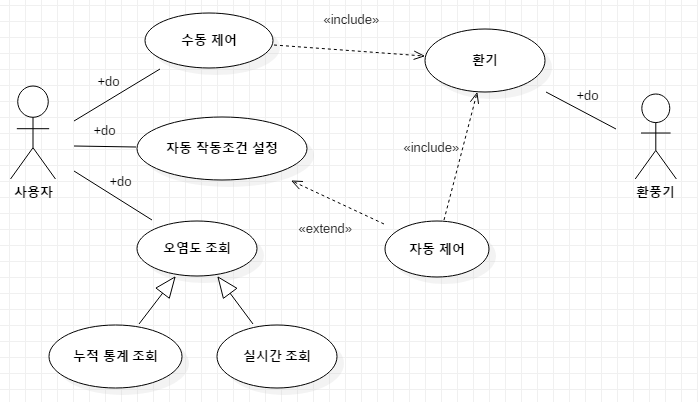 «include»
수동 제어
환기
+do
+do
+do
자동 작동조건 설정
«include»
사용자
환풍기
+do
«extend»
오염도 조회
자동 제어
누적 통계 조회
실시간 조회